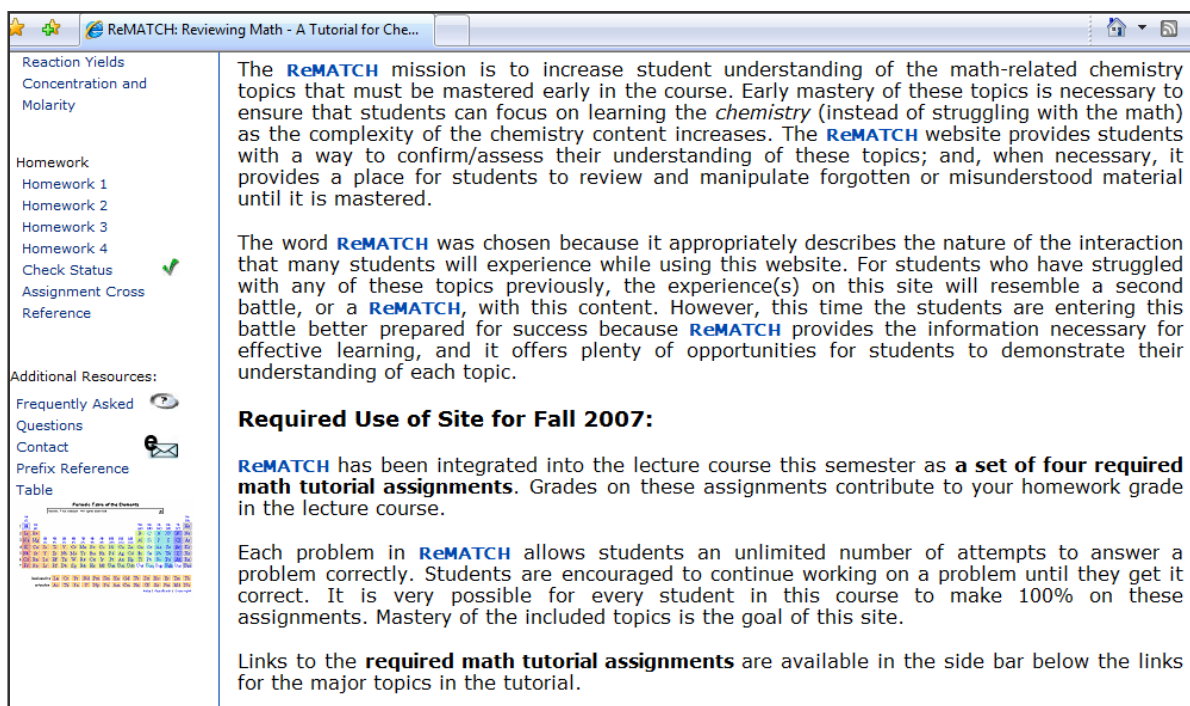 ReMATCH: Reviewing Math - A Tutorial for Che...
Reaction Yields
Concentration and
Molarity
Homework
Homework 1
Homework 2
Homework 3
Homework 4
Check Status
Assignment Cross
Reference
Additional Resources:
Frequently Asked
Questions
Contact
Prefix Reference
Table
Periodic Table of the Elements
The ReMATCH mission is to increase student understanding of the math-related chemistry
topics that must be mastered early in the course. Early mastery of these topics is necessary to
ensure that students can focus on learning the chemistry (instead of struggling with the math)
as the complexity of the chemistry content increases. The ReMATCH website provides students
with a way to confirm/assess their understanding of these topics; and, when necessary, it
provides a place for students to review and manipulate forgotten or misunderstood material
until it is mastered.
The word ReMATCH was chosen because it appropriately describes the nature of the interaction
that many students will experience while using this website. For students who have struggled
with any of these topics previously, the experience(s) on this site will resemble a second
battle, or a ReMATCH, with this content. However, this time the students are entering this
battle better prepared for success because ReMATCH provides the information necessary for
effective learning, and it offers plenty of opportunities for students to demonstrate their
understanding of each topic.
Required Use of Site for Fall 2007:
ReMATCH has been integrated into the lecture course this semester as a set of four required
math tutorial assignments. Grades on these assignments contribute to your homework grade
in the lecture course.
Each problem in ReMATCH allows students an unlimited number of attempts to answer a
problem correctly. Students are encouraged to continue working on a problem until they get it
correct. It is very possible for every student in this course to make 100% on these
assignments. Mastery of the included topics is the goal of this site.
Links to the required math tutorial assignments are available in the side bar below the links
for the major topics in the tutorial.